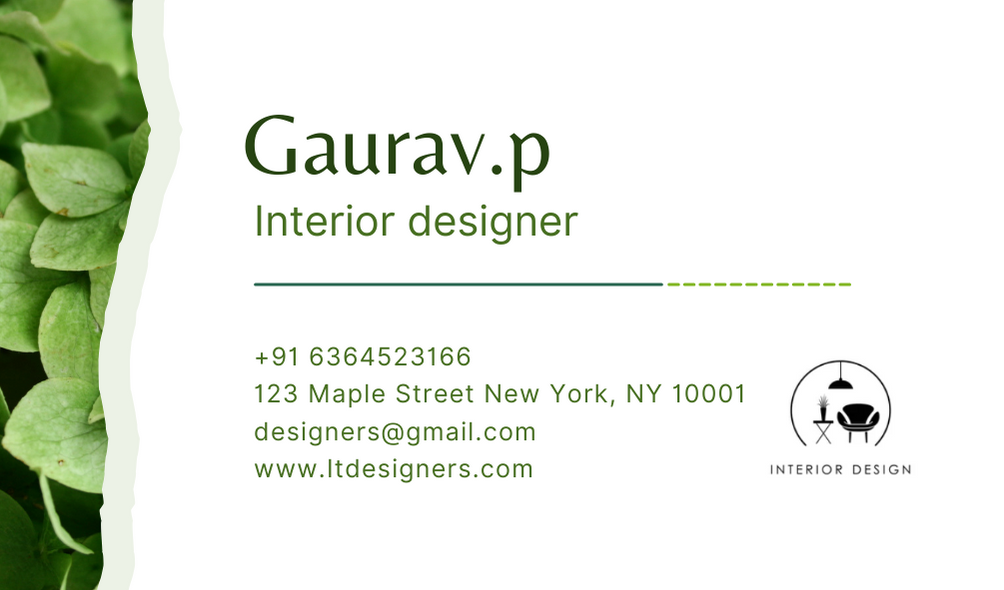 Gaurav.p
Interior designer
+91 6364523166
123 Maple Street New York, NY 10001
designers@gmail.com
www.ltdesigners.com
INTERIOR DESIGN